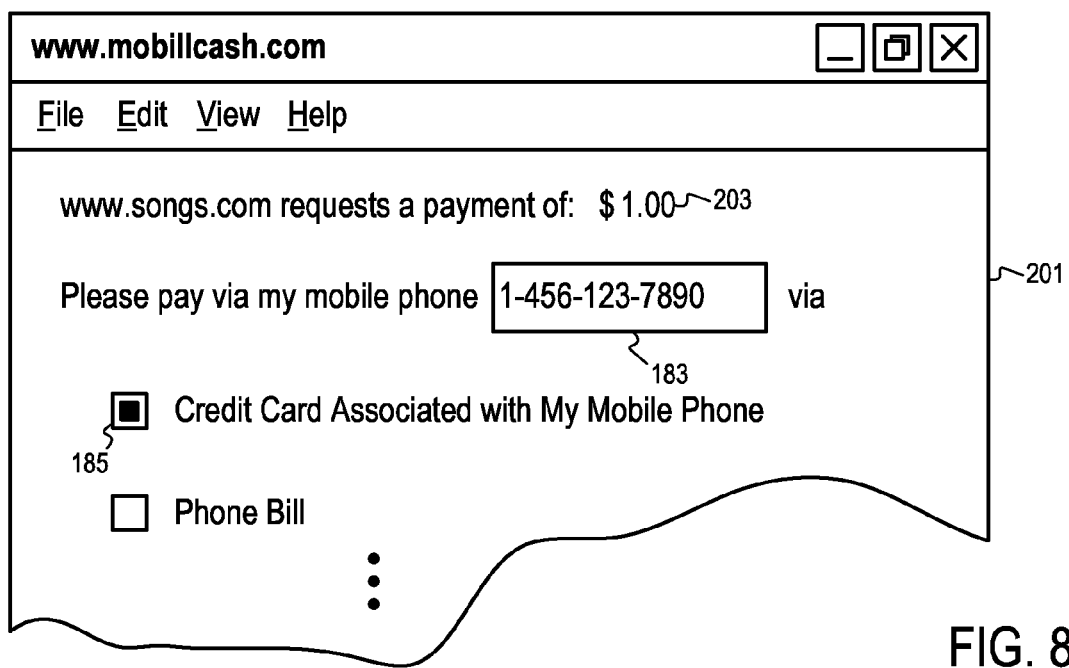 www.mobillcash.com
File Edit View Help
www.songs.com requests a payment of: $1.00 203
201
Please pay via my mobile phone 1-456-123-7890 via
183
Credit Card Associated with My Mobile Phone
185
Phone Bill
FIG. 8